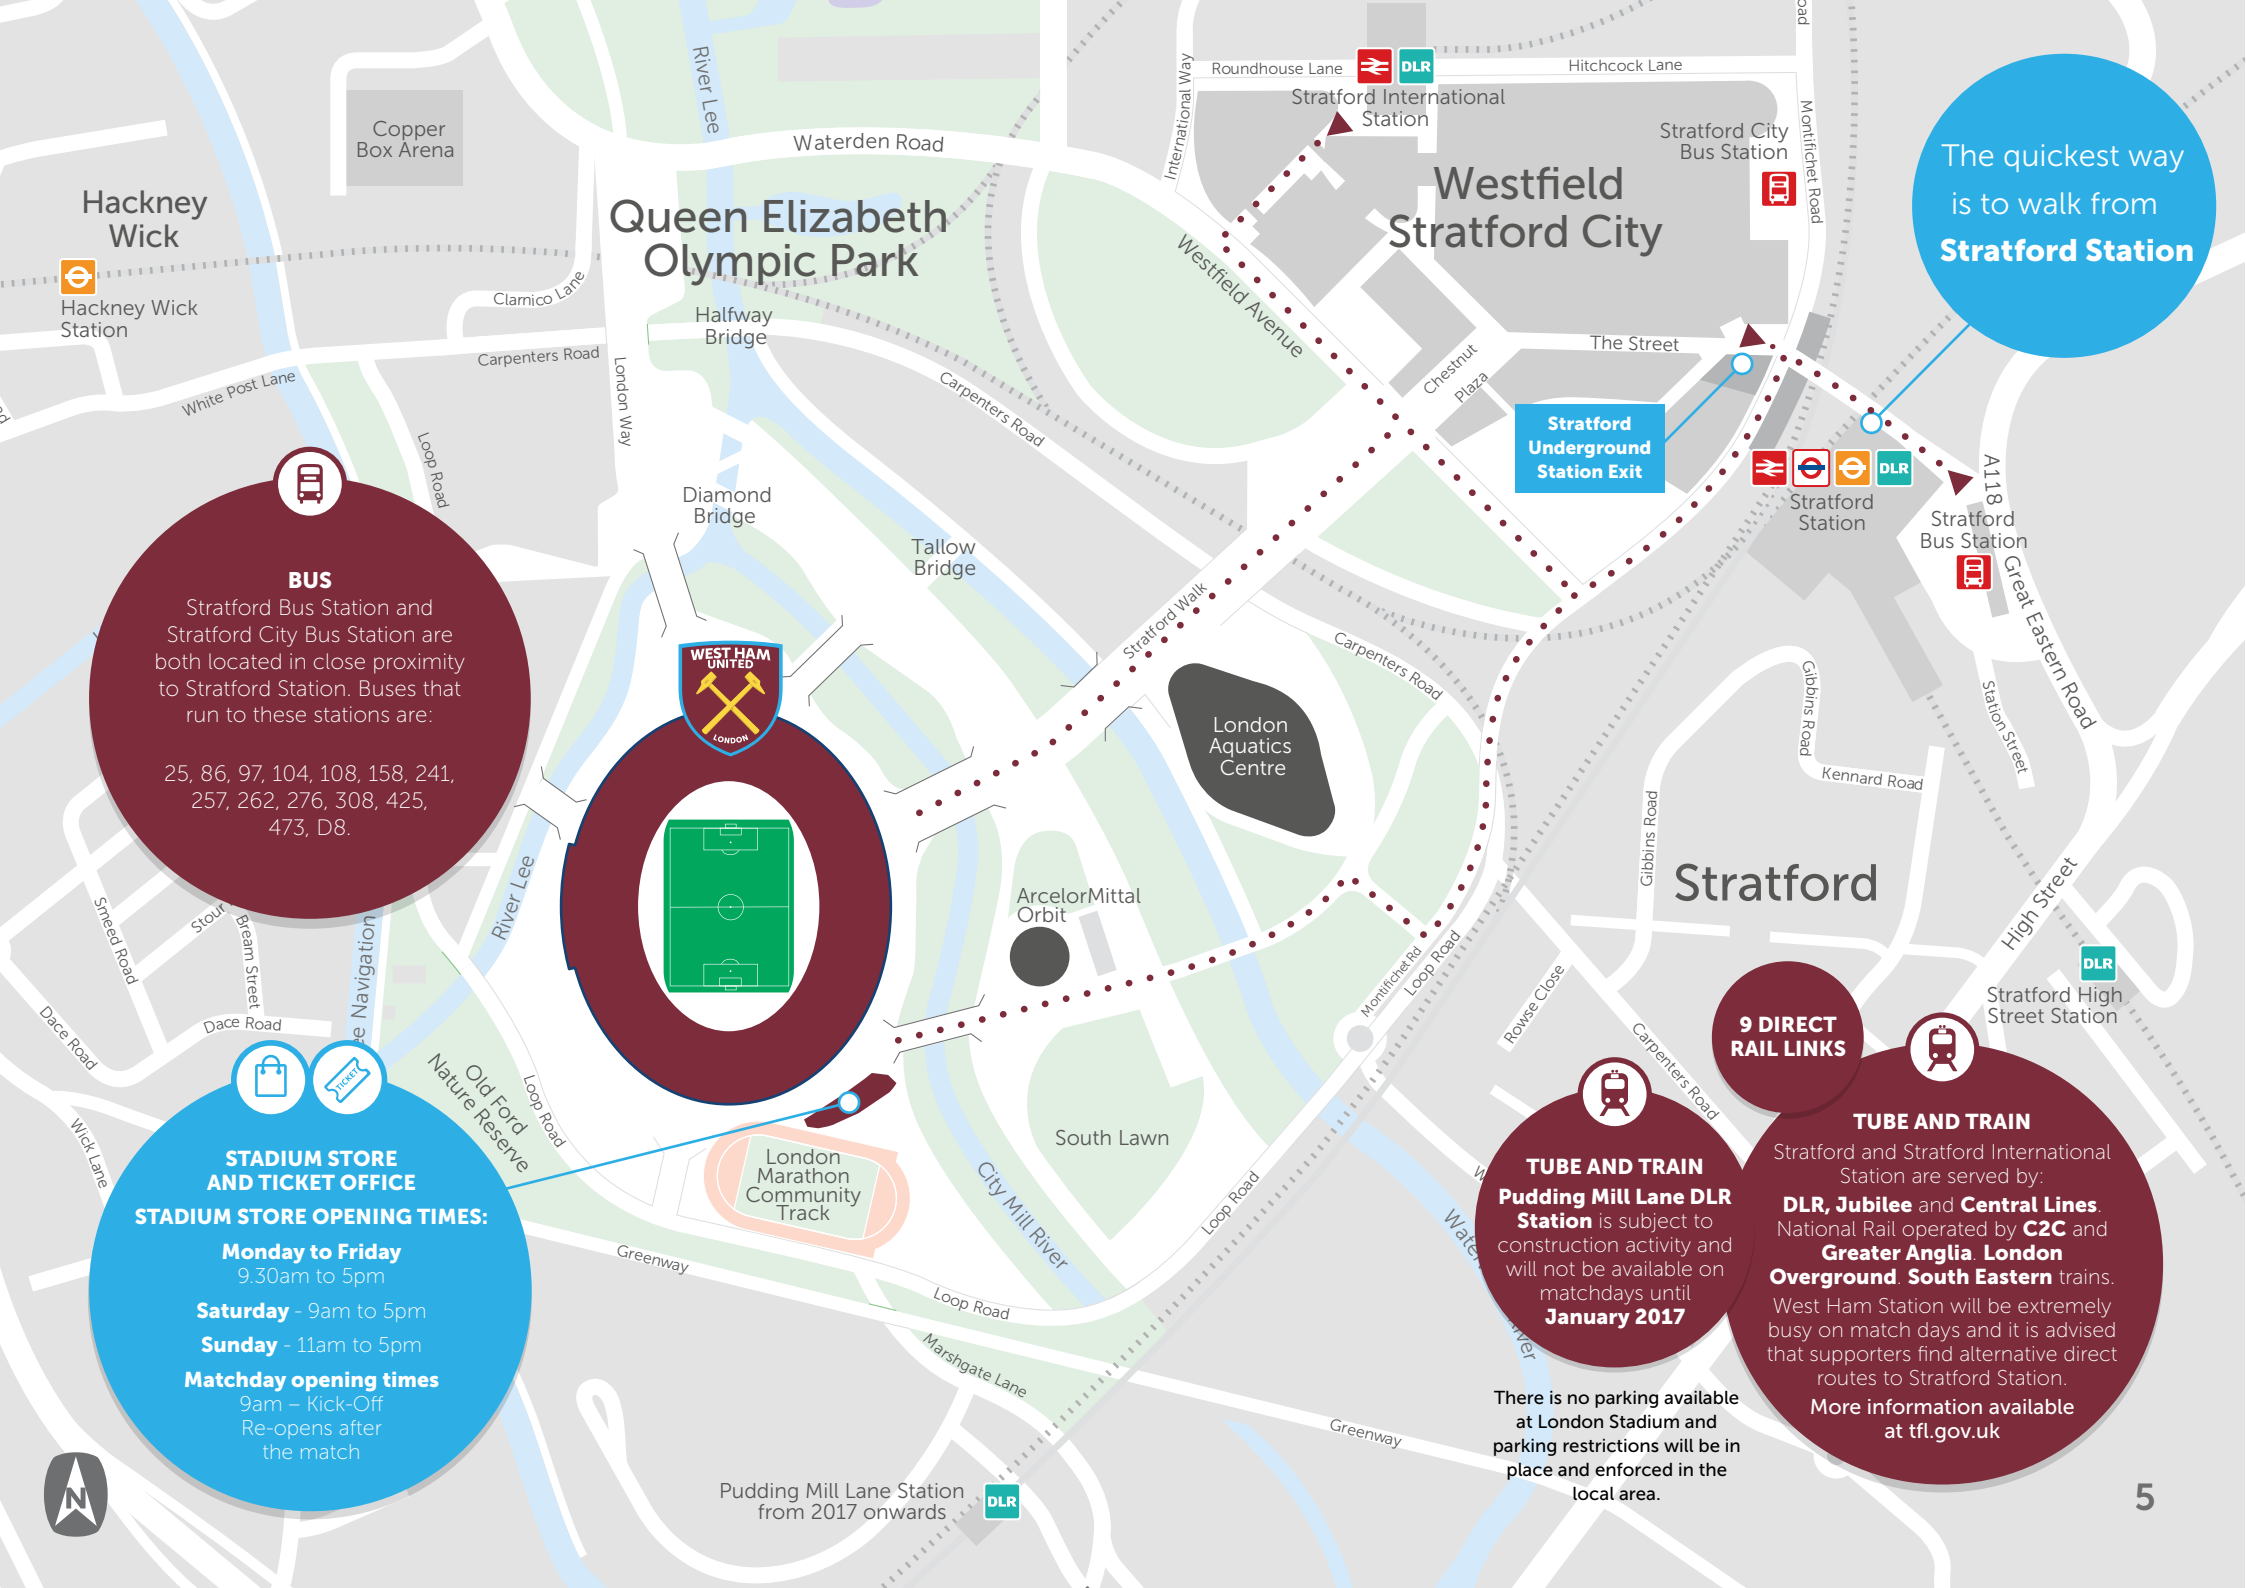 River Lee
Copper
Box Arena
Waterden Road
International Way
Roundhouse Lane
DLR
Hitchcock Lane
Stratford International
Station
Stratford City
Bus Station
Montifichet Road
Westfield
Stratford City
The quickest way
is to walk from
Stratford Station
Hackney
Wick
Hackney Wick
Station
Queen Elizabeth
Olympic Park
Clarnico Lane
Halfway
Bridge
Carpenters Road
White Post Lane
London Way
Loop Road
Westfield Avenue
Carpenters Road
Chestnut
Plaza
The Street
Stratford
Underground
Station Exit
DLR
Stratford
Station
A118
Great Eastern Road
Stratford
Bus Station
Diamond
Bridge
Tallow
Bridge
Stratford Walk
BUS
Stratford Bus Station and
Stratford City Bus Station are
both located in close proximity
to Stratford Station. Buses that
run to these stations are:
25, 86, 97, 104, 108, 158, 241,
257, 262, 276, 308, 425,
473, D8.
WEST HAM
UNITED
LONDON
London
Aquatics
Centre
Carpenters Road
Gibbins Road
Kennard Road
Station Street
Gibbins Road
Stratford
High Street
DLR
Stratford High
Street Station
River Lee
ArcelorMittal
Orbit
Smeed Road
Stour
Bream Street
Navigation
Dace Road
Dace Road
Wick Lane
Montifichet Rd
Loop Road
Rowse Close
Carpenters Road
Old Ford
Nature Reserve
Loop Road
South Lawn
London
Marathon
Community
Track
City Mill River
Loop Road
Greenway
Loop Road
Marshgate Lane
Greenway
STADIUM STORE
AND TICKET OFFICE
TICKET
STADIUM STORE OPENING TIMES:
Monday to Friday
9.30am to 5pm
Saturday - 9am to 5pm
Sunday - 11am to 5pm
Matchday opening times
9am – Kick-Off
Re-opens after
the match
N
Pudding Mill Lane Station
from 2017 onwards
DLR
TUBE AND TRAIN
Pudding Mill Lane DLR
Station is subject to
construction activity and
will not be available on
matchdays until
January 2017
There is no parking available
at London Stadium and
parking restrictions will be in
place and enforced in the
local area.
9 DIRECT
RAIL LINKS
TUBE AND TRAIN
Stratford and Stratford International
Station are served by:
DLR, Jubilee and Central Lines.
National Rail operated by C2C and
Greater Anglia. London
Overground. South Eastern trains.
West Ham Station will be extremely
busy on match days and it is advised
that supporters find alternative direct
routes to Stratford Station.
More information available
at tfl.gov.uk
5